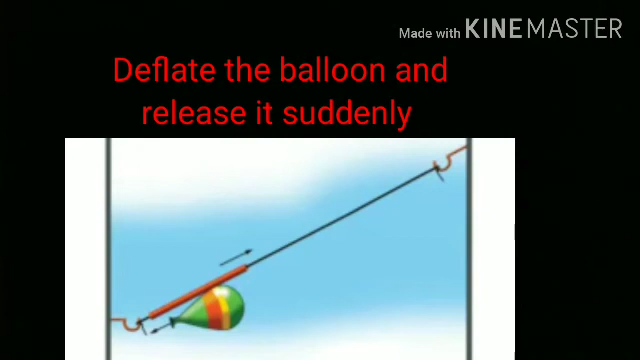 Made with KINEMASTER
Deflate the balloon and
release it suddenly